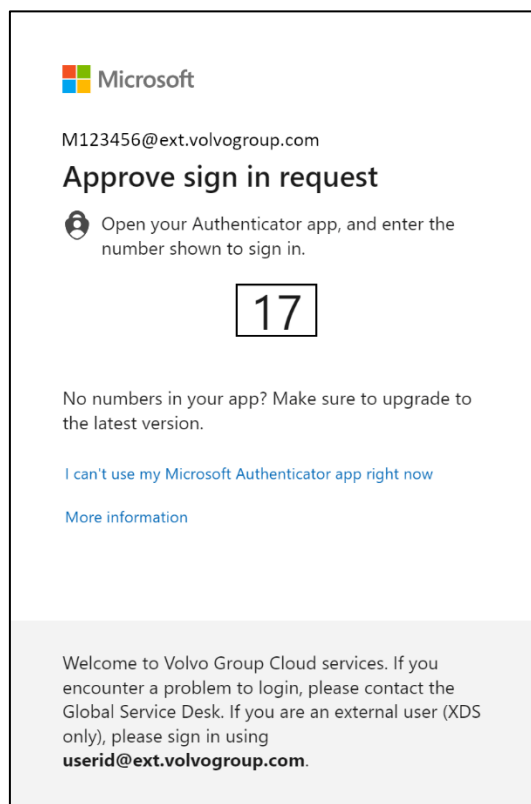 Microsoft
M123456@ext.volvogroup.com
Approve sign in request
Open your Authenticator app, and enter the
number shown to sign in.
17
No numbers in your app? Make sure to upgrade to
the latest version.
I can't use my Microsoft Authenticator app right now
More information
Welcome to Volvo Group Cloud services. If you
encounter a problem to login, please contact the
Global Service Desk. If you are an external user (XDS
only), please sign in using
userid@ext.volvogroup.com.